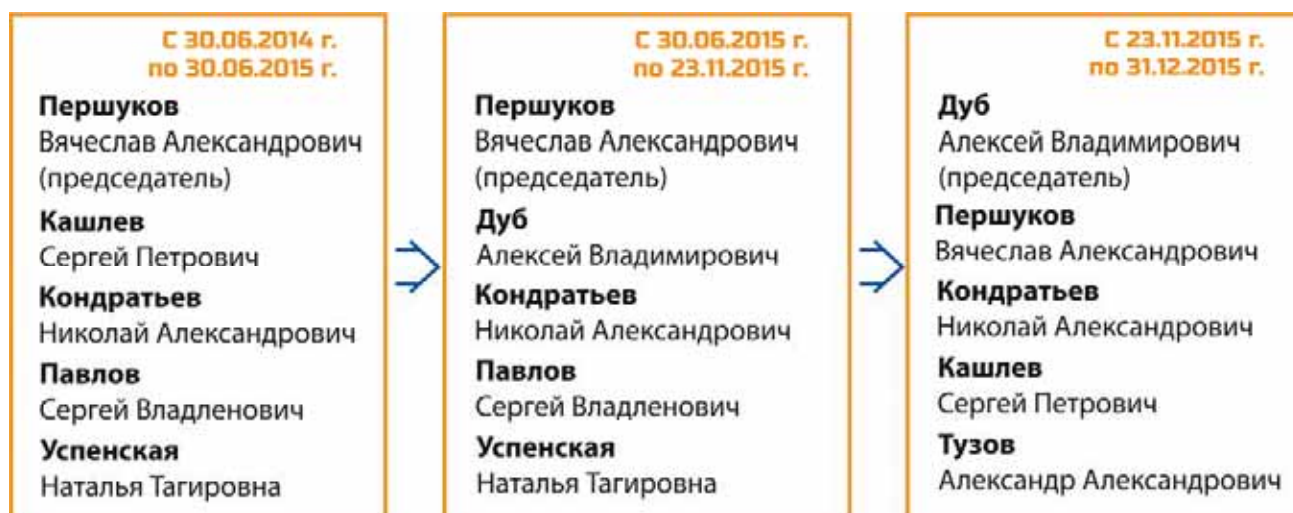 С 30.06.2014 г.
по 30.06.2015 г.
Першуков
Вячеслав Александрович
(председатель)
Кашлев
Сергей Петрович
Кондратьев
Николай Александрович
Павлов
Сергей Владленович
Успенская
Наталья Тагировна
С 30.06.2015 г.
по 23.11.2015 г.
Першуков
Вячеслав Александрович
(председатель)
Дуб
Алексей Владимирович
Кондратьев
Николай Александрович
Павлов
Сергей Владленович
Успенская
Наталья Тагировна
С 23.11.2015 г.
по 31.12.2015 г.
Дуб
Алексей Владимирович
(председатель)
Першуков
Вячеслав Александрович
Кондратьев
Николай Александрович
Кашлев
Сергей Петрович
Тузов
Александр Александрович